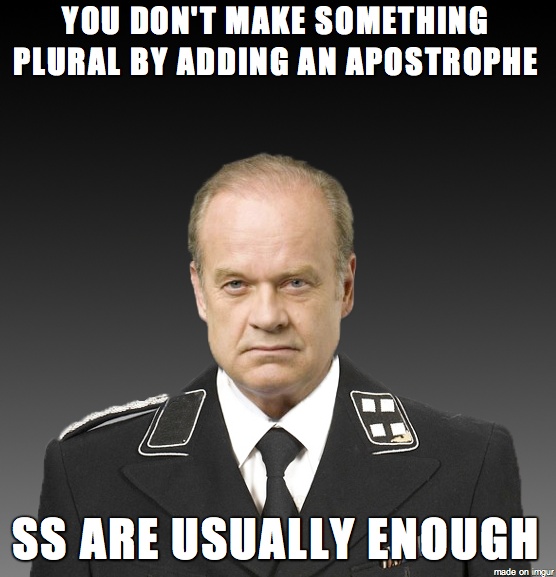 YOU DON'T MAKE SOMETHING
PLURAL BY ADDING AN APOSTROPHE
SS ARE USUALLY ENOUGH
made on imgur